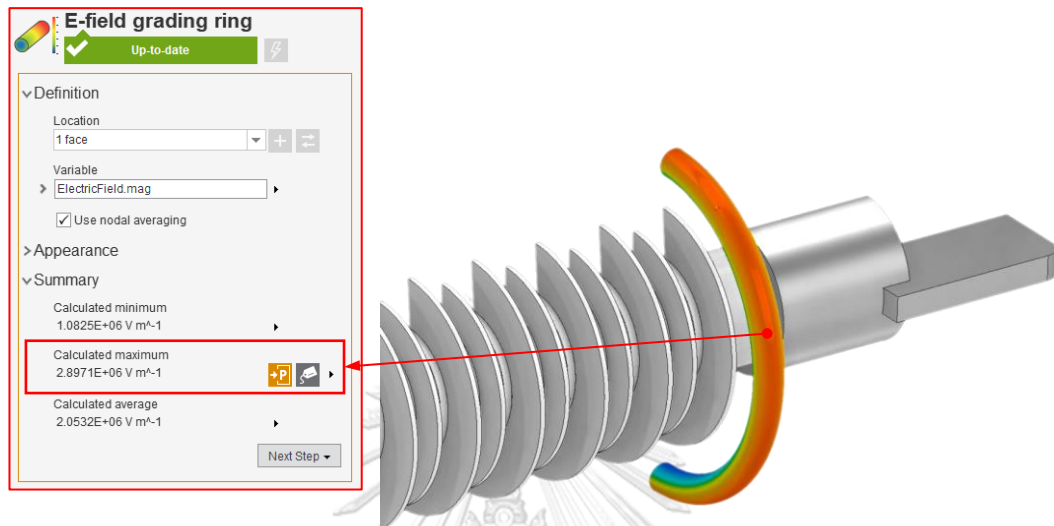 E-field grading ring
Up-to-date
Definition
Location
1 face
Variable
ElectricField.mag
Use nodal averaging
Appearance
Summary
Calculated minimum
1.0825E+06 V m^-1
Calculated maximum
2.8971E+06 V m^-1
P
Calculated average
2.0532E+06 V m^-1
Next Step